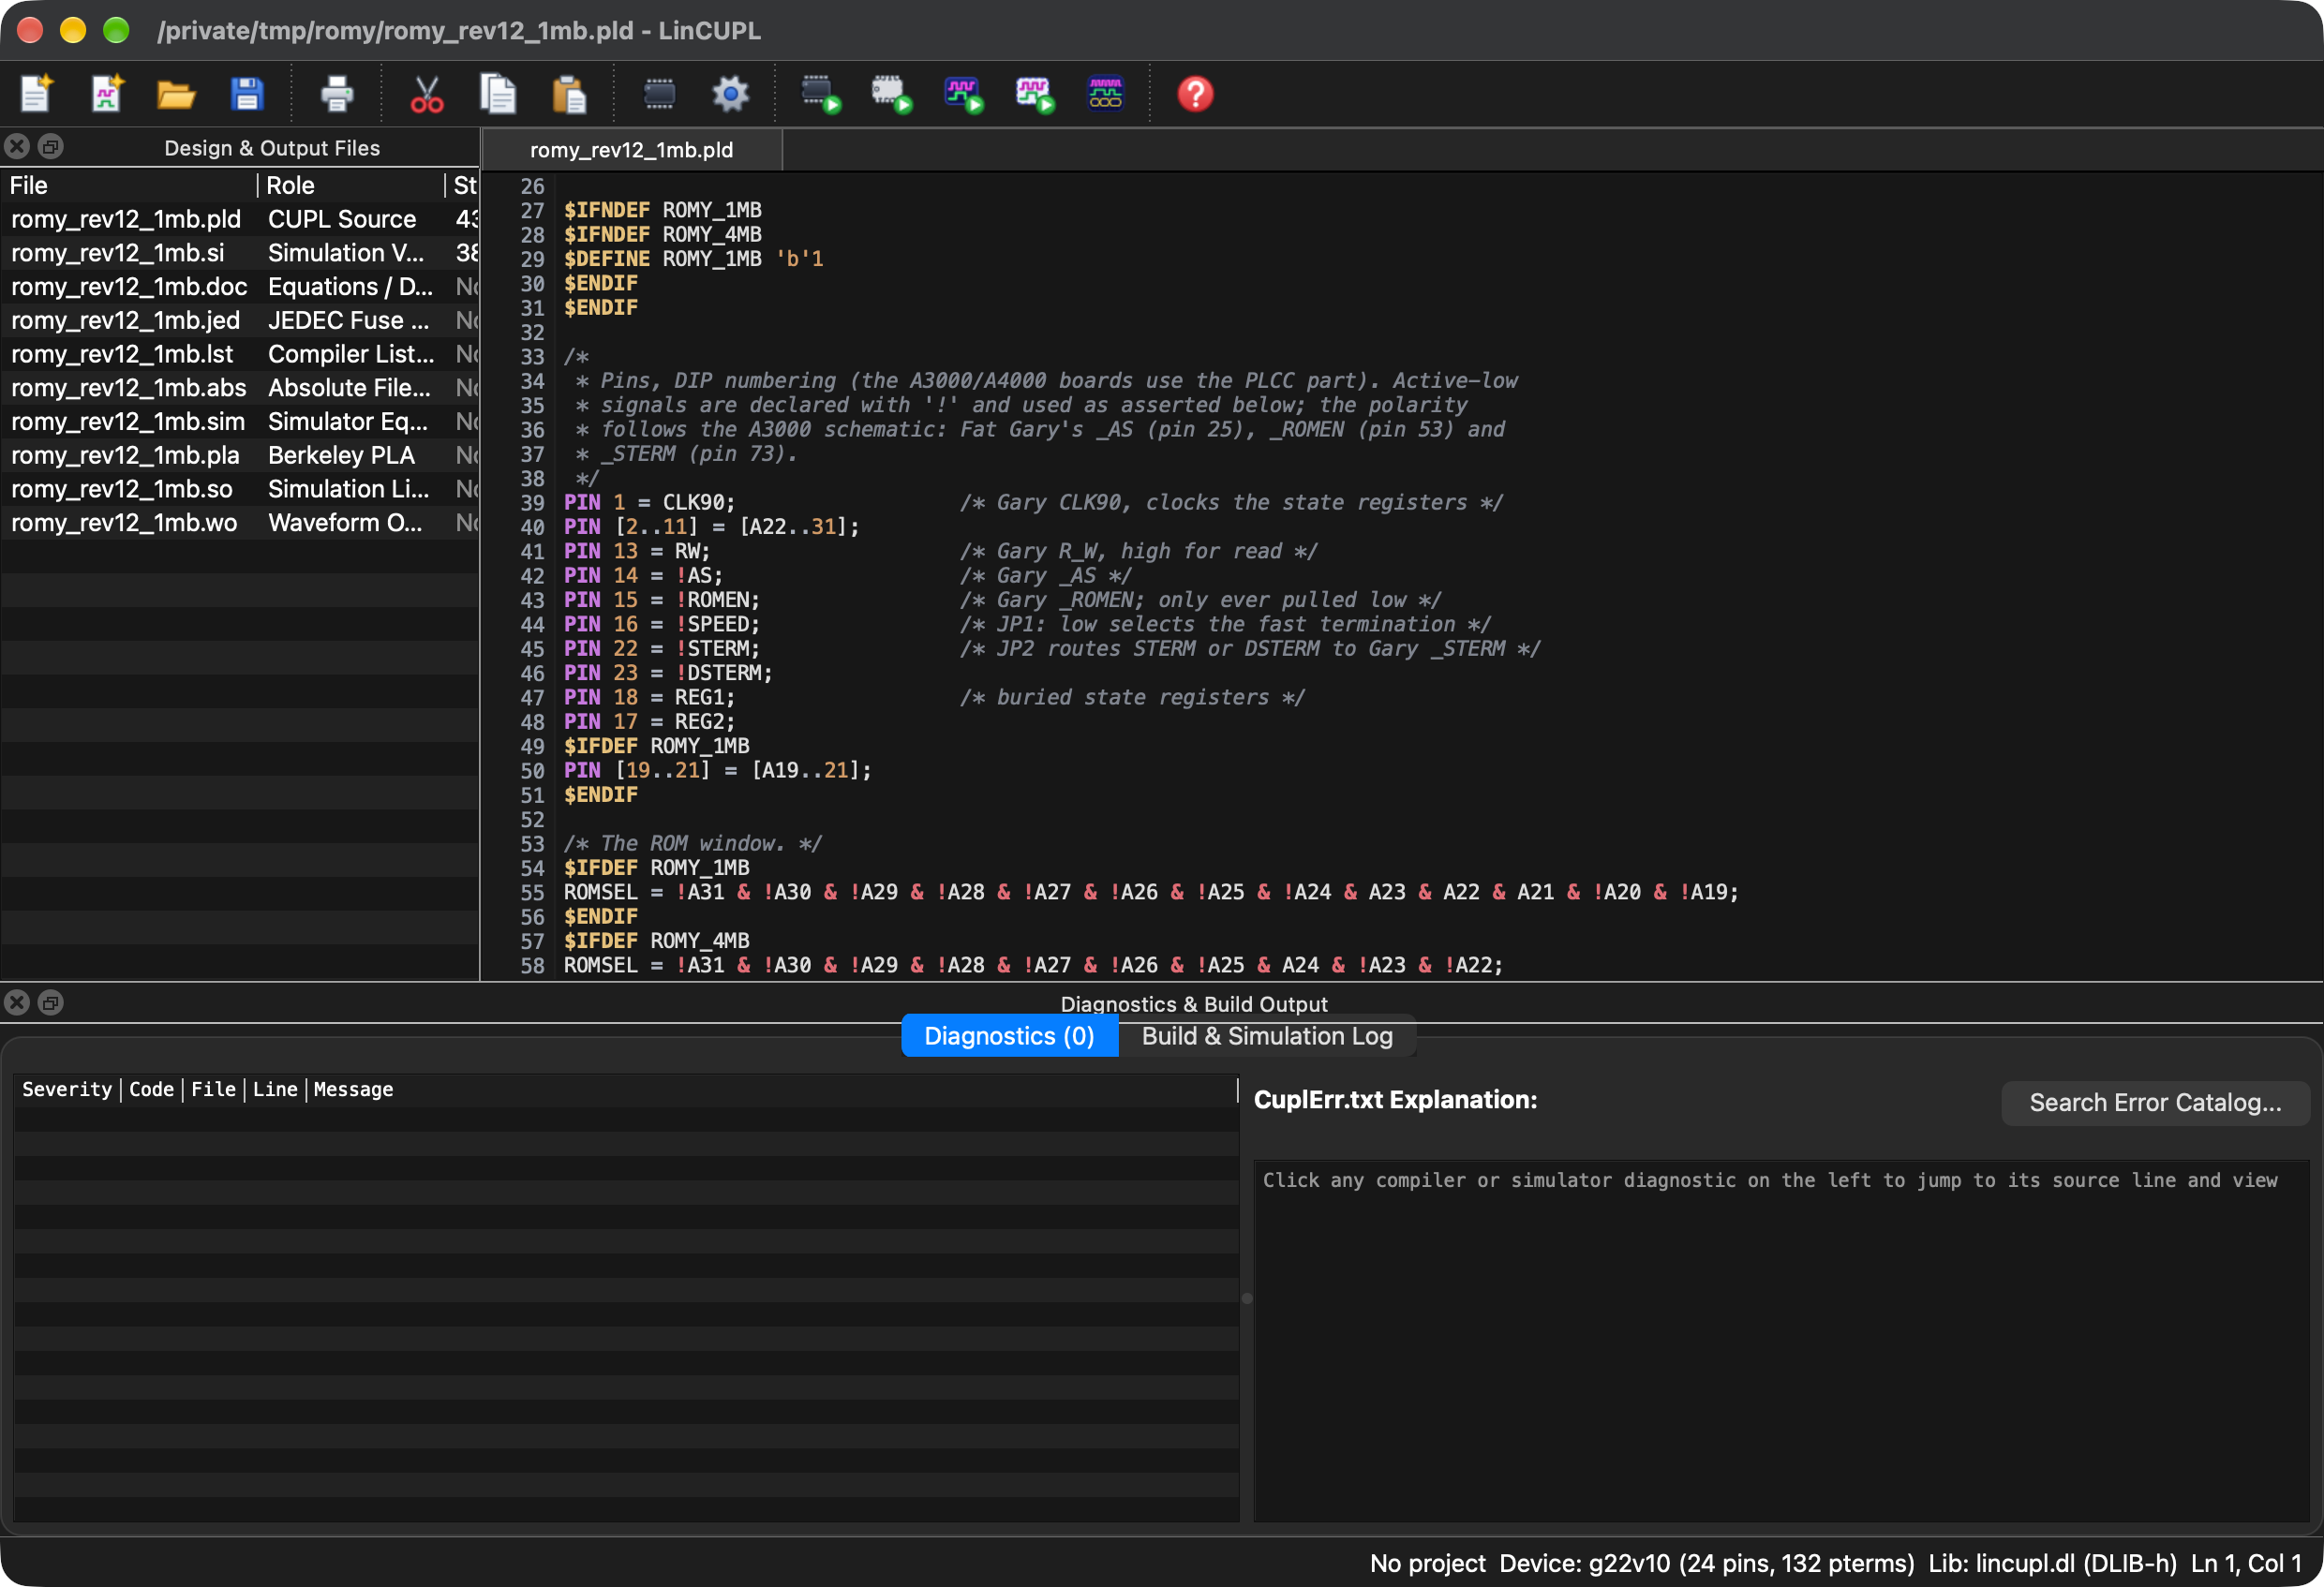 /private/tmp/romy/romy_rev12_1mb.pld - LinCUPL
Design & Output Files
File Role St
romy_rev12_1mb.pld CUPL Source 43
romy_rev12_1mb.si Simulation V... 38
romy_rev12_1mb.doc Equations / D... No
romy_rev12_1mb.jed JEDEC Fuse ... No
romy_rev12_1mb.lst Compiler List... No
romy_rev12_1mb.abs Absolute File... No
romy_rev12_1mb.sim Simulator Eq... No
romy_rev12_1mb.pla Berkeley PLA No
romy_rev12_1mb.so Simulation Li... No
romy_rev12_1mb.wo Waveform O... No
romy_rev12_1mb.pld
26
27 $IFNDEF ROMY_1MB
28 $IFNDEF ROMY_4MB
29 $DEFINE ROMY_1MB 'b'1
30 $ENDIF
31 $ENDIF
32
33 /*
34 * Pins, DIP numbering (the A3000/A4000 boards use the PLCC part). Active-low
35 * signals are declared with '!' and used as asserted below; the polarity
36 * follows the A3000 schematic: Fat Gary's _AS (pin 25), _ROMEN (pin 53) and
37 * _STERM (pin 73).
38 */
39 PIN 1 = CLK90; /* Gary CLK90, clocks the state registers */
40 PIN [2..11] = [A22..31];
41 PIN 13 = RW; /* Gary R_W, high for read */
42 PIN 14 = !AS; /* Gary _AS */
43 PIN 15 = !ROMEN; /* Gary _ROMEN; only ever pulled low */
44 PIN 16 = !SPEED; /* JP1: low selects the fast termination */
45 PIN 22 = !STERM; /* JP2 routes STERM or DSTERM to Gary _STERM */
46 PIN 23 = !DSTERM;
47 PIN 18 = REG1; /* buried state registers */
48 PIN 17 = REG2;
49 $IFDEF ROMY_1MB
50 PIN [19..21] = [A19..21];
51 $ENDIF
52
53 /* The ROM window. */
54 $IFDEF ROMY_1MB
55 ROMSEL = !A31 & !A30 & !A29 & !A28 & !A27 & !A26 & !A25 & !A24 & A23 & A22 & A21 & !A20 & !A19;
56 $ENDIF
57 $IFDEF ROMY_4MB
58 ROMSEL = !A31 & !A30 & !A29 & !A28 & !A27 & !A26 & !A25 & A24 & !A23 & !A22;
Diagnostics & Build Output
Diagnostics (0) Build & Simulation Log
Severity Code File Line Message
CuplErr.txt Explanation:
Search Error Catalog...
Click any compiler or simulator diagnostic on the left to jump to its source line and view
No project Device: g22v10 (24 pins, 132 pterms) Lib: lincupl.dl (DLIB-h) Ln 1, Col 1